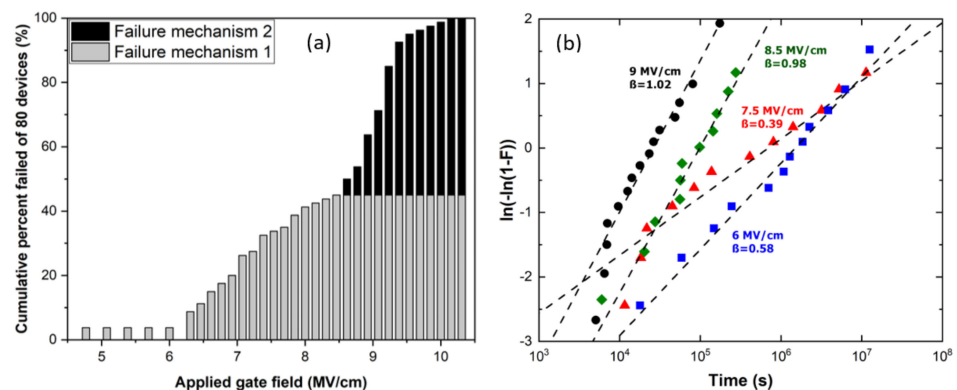 Failure mechanism 2
Failure mechanism 1
(a)
Cumulative percent failed of 80 devices (%)
100
80
60
40
20
0
5 6 7 8 9 10
Applied gate field (MV/cm)
(b)
9 MV/cm
ß=1.02
8.5 MV/cm
ß=0.98
7.5 MV/cm
ß=0.39
6 MV/cm
ß=0.58
ln(-ln(1-F))
2
1
0
-1
-2
-3
10³ 10⁴ 10⁵ 10⁶ 10⁷ 10⁸
Time (s)